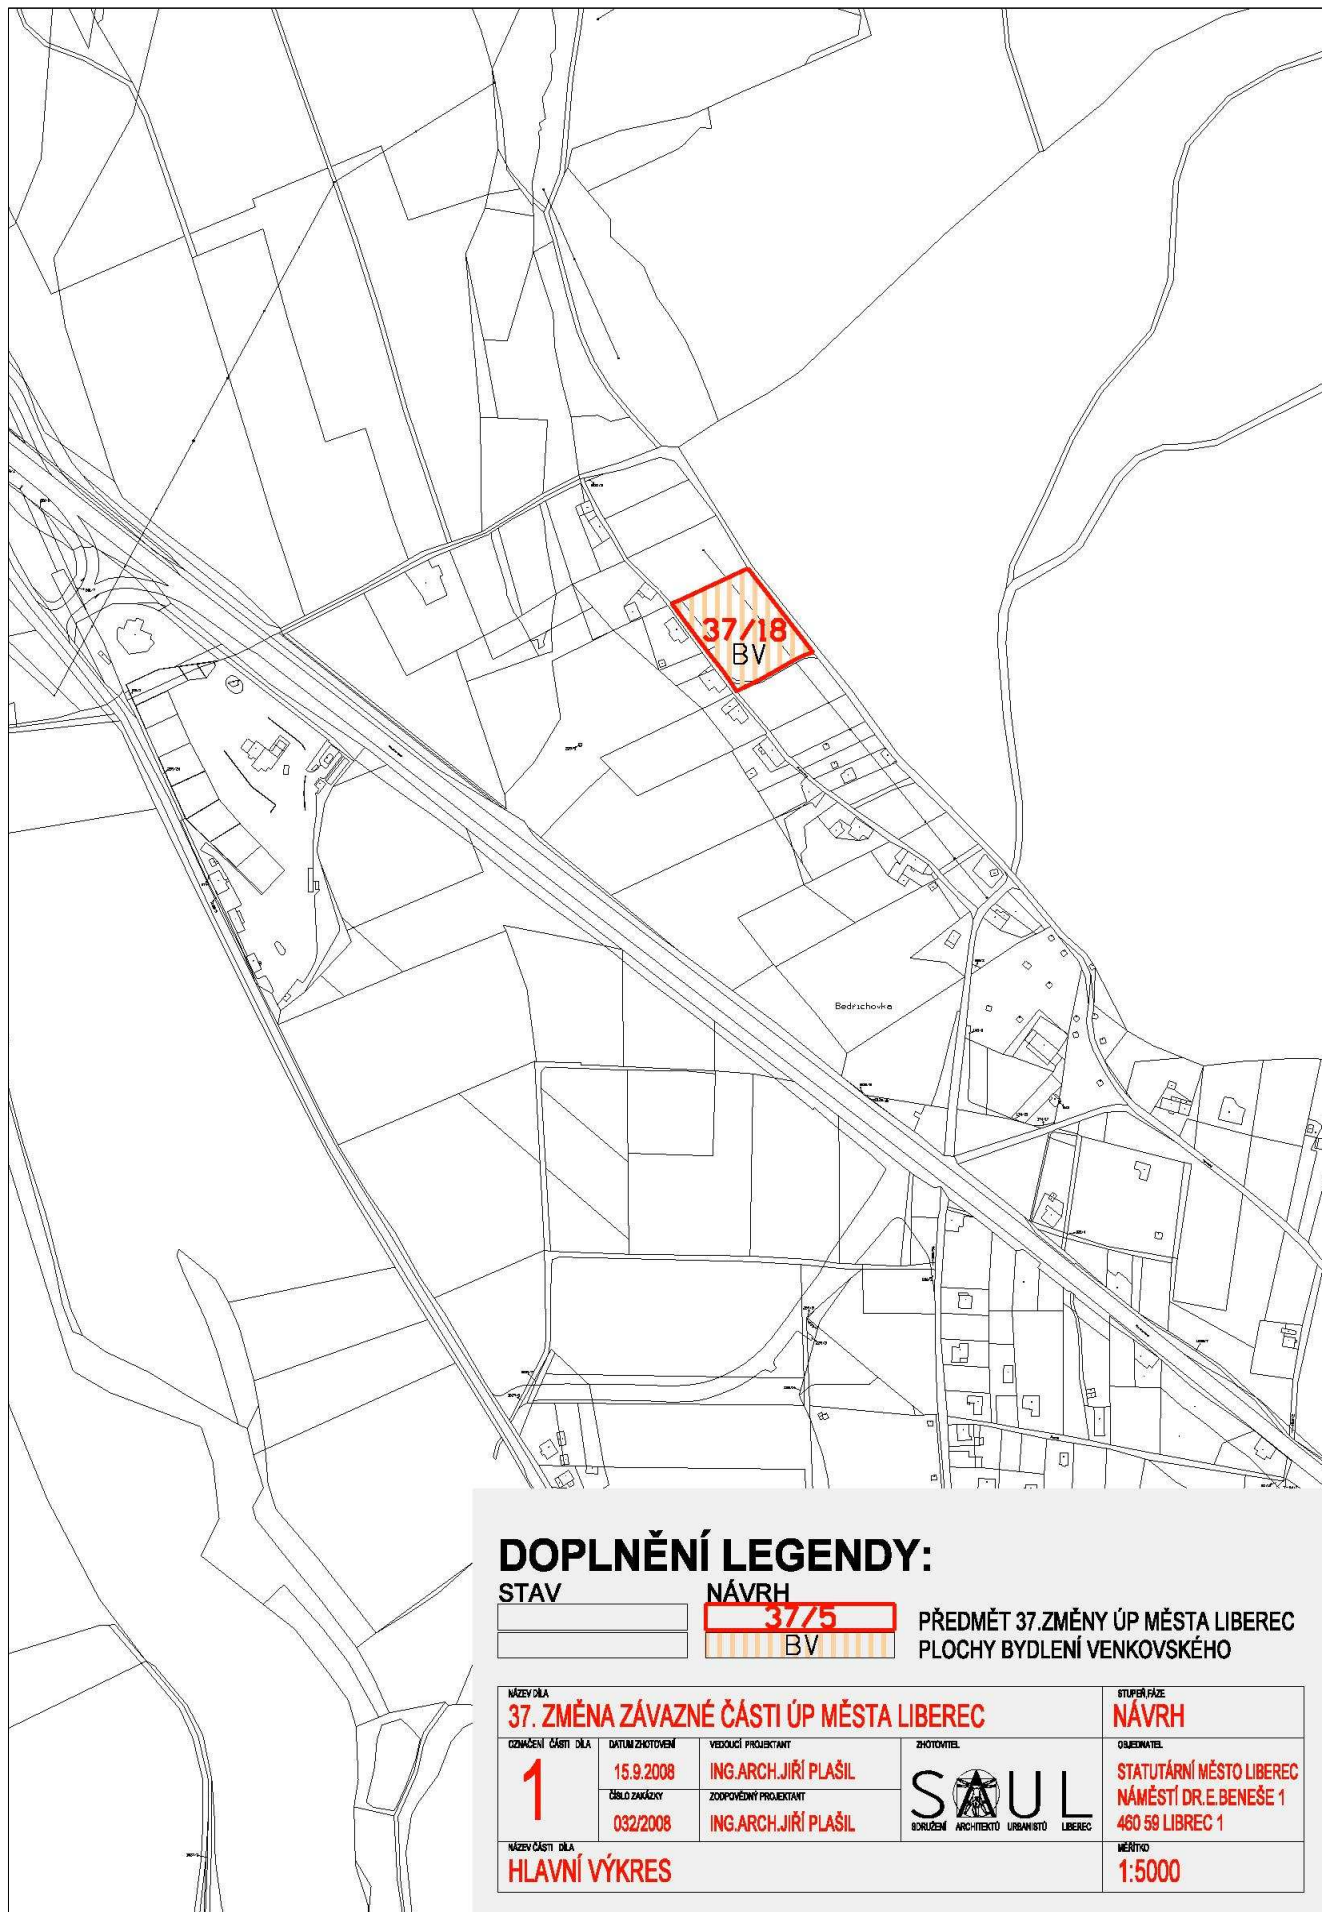 37/18
BV
Bedřichovka
DOPLNĚNÍ LEGENDY:
STAV
NÁVRH
37/5
PŘEDMĚT 37.ZMĚNY ÚP MĚSTA LIBEREC
BV
PLOCHY BYDLENÍ VENKOVSKÉHO
NÁZEV DÍLA
37. ZMĚNA ZÁVAZNÉ ČÁSTI ÚP MĚSTA LIBEREC
STUPEŇ,FÁZE
NÁVRH
OZNAČENÍ ČÁSTI DÍLA
1
DATUM ZHOTOVENÍ
15.9.2008
ČÍSLO ZAKÁZKY
032/2008
VEDOUCÍ PROJEKTANT
ING.ARCH.JIŘÍ PLAŠIL
ZODPOVĚDNÝ PROJEKTANT
ING.ARCH.JIŘÍ PLAŠIL
ZHOTOVITEL
SAUL
SDRUŽENÍ ARCHITEKTŮ URBANISTŮ LIBEREC
OBJEDNATEL
STATUTÁRNÍ MĚSTO LIBEREC
NÁMĚSTÍ DR.E.BENEŠE 1
460 59 LIBREC 1
NÁZEV ČÁSTI DÍLA
HLAVNÍ VÝKRES
MĚŘÍTKO
1:5000